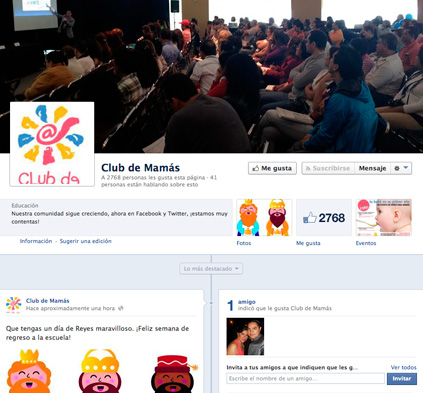 CLub de
Club de Mamás
A 2768 personas les gusta esta página · 41
personas están hablando sobre esto
Me gusta
Suscribirse
Mensaje
Educación
Nuestra comunidad sigue creciendo, ahora en Facebook y Twitter, ¡estamos muy
contentas!
Información · Sugerir una edición
2768
Fotos
Me gusta
Eventos
Lo más destacado
Club de Mamás
Hace aproximadamente una hora
Que tengas un día de Reyes maravilloso. ¡Feliz semana de
regreso a la escuela!
1 amigo
indicó que le gusta Club de Mamás
Invita a tus amigos a que indiquen que les g...
Ver todos
Escribe el nombre de un amigo...
Invitar